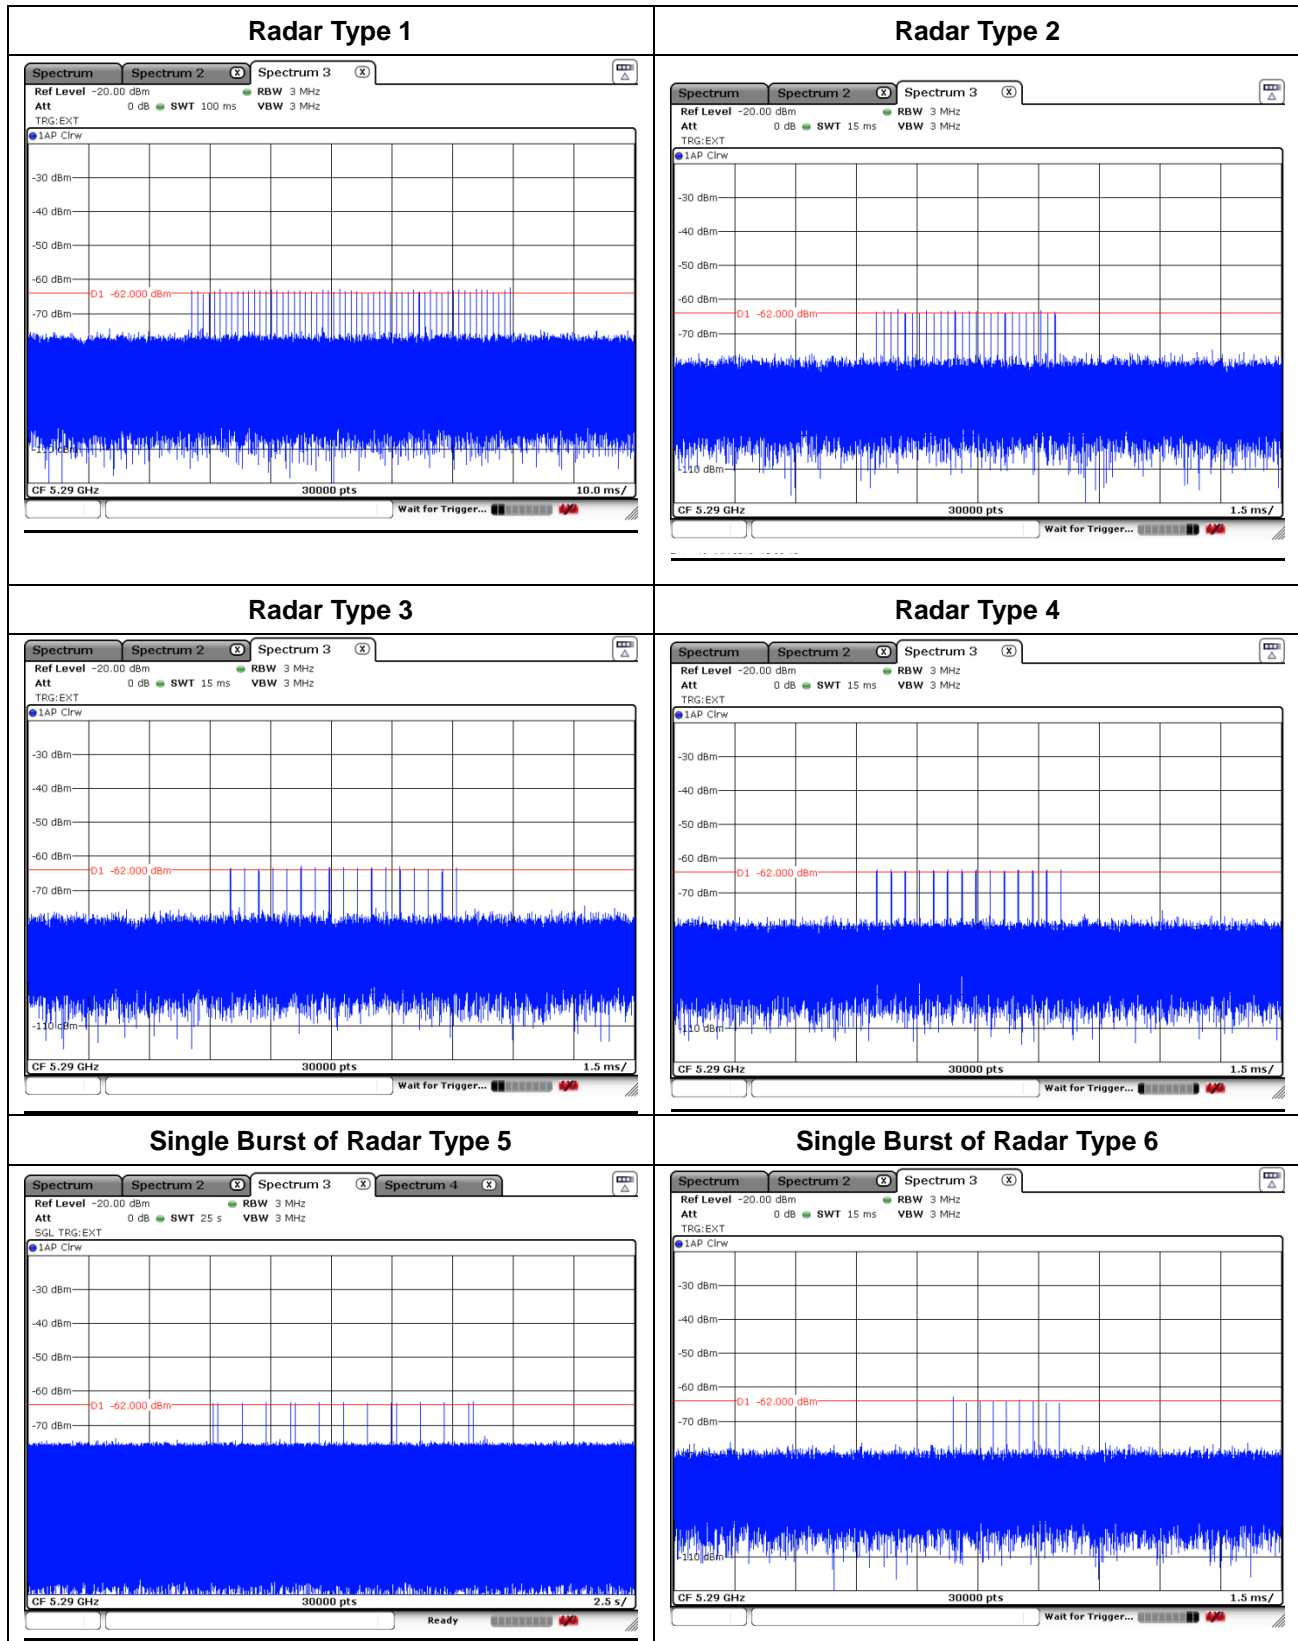 Radar Type 1
Radar Type 2
Spectrum Spectrum 2 Spectrum 3
Ref Level -20.00 dBm RBW 3 MHz
Att 0 dB SWT 100 ms VBW 3 MHz
TRG:EXT
1AP Clrw
-30 dBm
-40 dBm
-50 dBm
-60 dBm
D1 -62.000 dBm
-70 dBm
-110 dBm
CF 5.29 GHz 30000 pts 10.0 ms/
Wait for Trigger...
Spectrum Spectrum 2 Spectrum 3
Ref Level -20.00 dBm RBW 3 MHz
Att 0 dB SWT 15 ms VBW 3 MHz
TRG:EXT
1AP Clrw
-30 dBm
-40 dBm
-50 dBm
-60 dBm
D1 -62.000 dBm
-70 dBm
-110 dBm
CF 5.29 GHz 30000 pts 1.5 ms/
Wait for Trigger...
Radar Type 3
Radar Type 4
Spectrum Spectrum 2 Spectrum 3
Ref Level -20.00 dBm RBW 3 MHz
Att 0 dB SWT 15 ms VBW 3 MHz
TRG:EXT
1AP Clrw
-30 dBm
-40 dBm
-50 dBm
-60 dBm
D1 -62.000 dBm
-70 dBm
-110 dBm
CF 5.29 GHz 30000 pts 1.5 ms/
Wait for Trigger...
Spectrum Spectrum 2 Spectrum 3
Ref Level -20.00 dBm RBW 3 MHz
Att 0 dB SWT 15 ms VBW 3 MHz
TRG:EXT
1AP Clrw
-30 dBm
-40 dBm
-50 dBm
-60 dBm
D1 -62.000 dBm
-70 dBm
-110 dBm
CF 5.29 GHz 30000 pts 1.5 ms/
Wait for Trigger...
Single Burst of Radar Type 5
Single Burst of Radar Type 6
Spectrum Spectrum 2 Spectrum 3 Spectrum 4
Ref Level -20.00 dBm RBW 3 MHz
Att 0 dB SWT 25 s VBW 3 MHz
SGL TRG:EXT
1AP Clrw
-30 dBm
-40 dBm
-50 dBm
-60 dBm
D1 -62.000 dBm
-70 dBm
CF 5.29 GHz 30000 pts 2.5 s/
Ready
Spectrum Spectrum 2 Spectrum 3
Ref Level -20.00 dBm RBW 3 MHz
Att 0 dB SWT 15 ms VBW 3 MHz
TRG:EXT
1AP Clrw
-30 dBm
-40 dBm
-50 dBm
-60 dBm
D1 -62.000 dBm
-70 dBm
-110 dBm
CF 5.29 GHz 30000 pts 1.5 ms/
Wait for Trigger...